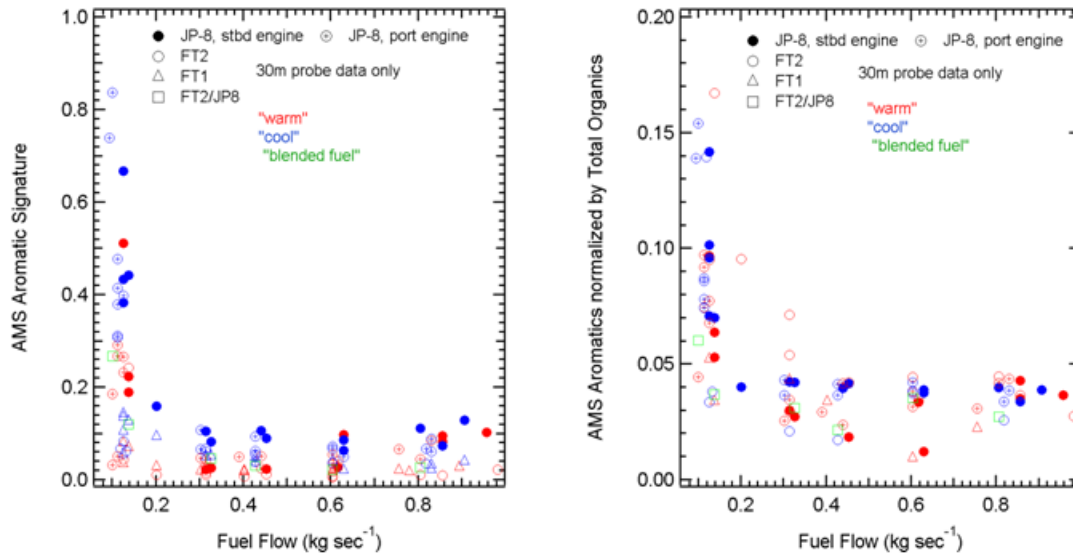 1.0
0.8
0.6
0.4
0.2
0.0
AMS Aromatic Signature
JP-8, stbd engine
JP-8, port engine
FT2
FT1
FT2/JP8
30m probe data only
"warm"
"cool"
"blended fuel"
0.2
0.4
0.6
0.8
Fuel Flow (kg sec⁻¹)
0.20
0.15
0.10
0.05
0.00
AMS Aromatics normalized by Total Organics
JP-8, stbd engine
JP-8, port engine
FT2
FT1
FT2/JP8
30m probe data only
"warm"
"cool"
"blended fuel"
0.2
0.4
0.6
0.8
Fuel Flow (kg sec⁻¹)